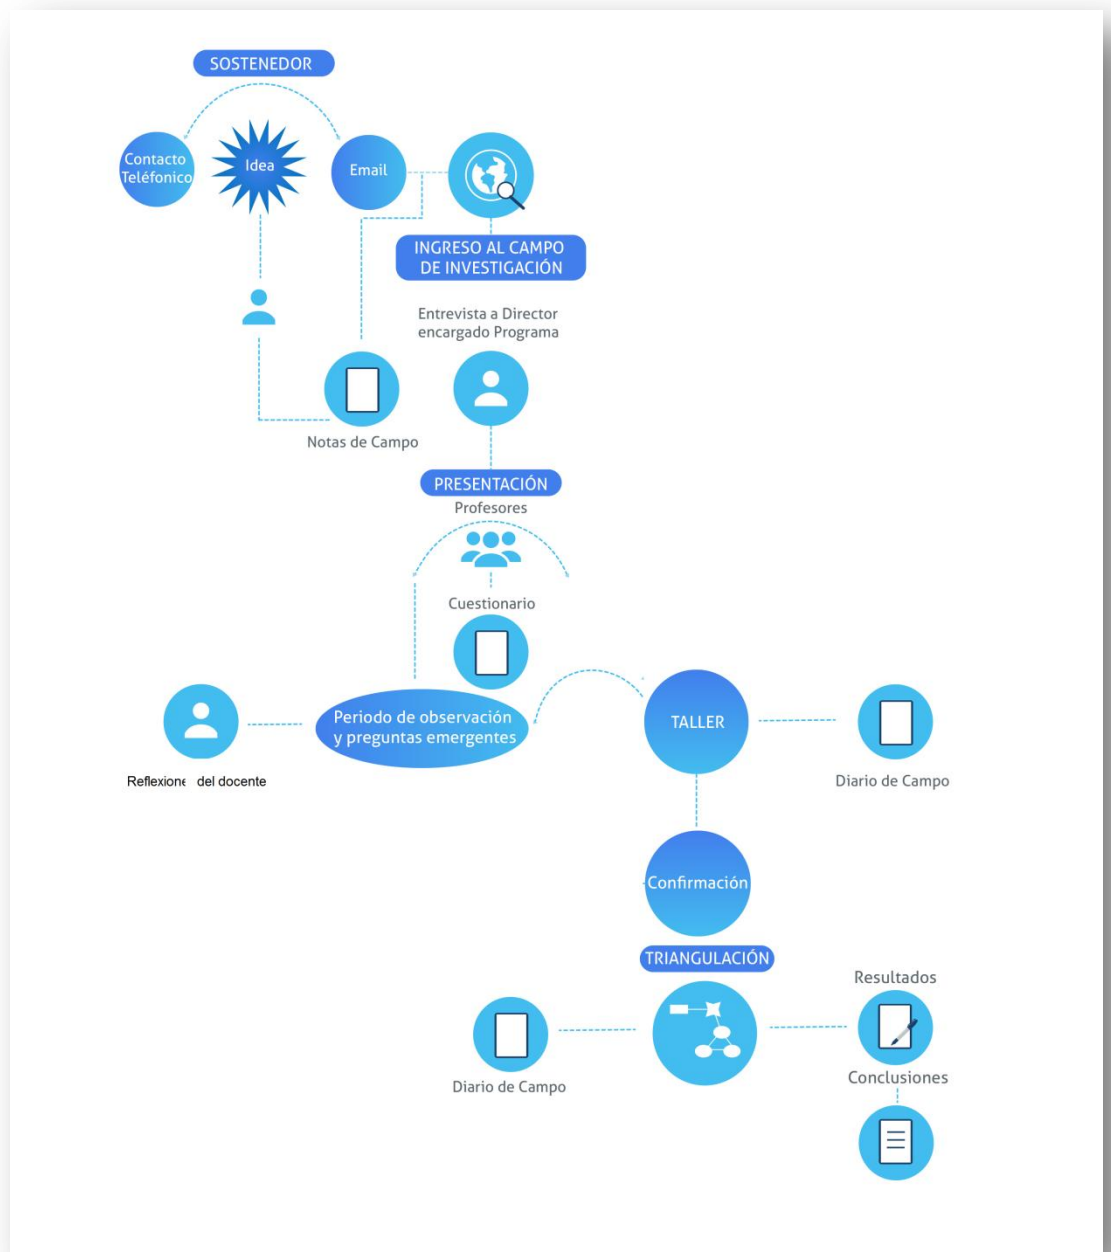 SOSTENEDOR
Contacto
Teléfonico
Idea
Email
INGRESO AL CAMPO
DE INVESTIGACIÓN
Entrevista a Director
encargado Programa
Notas de Campo
PRESENTACIÓN
Profesores
Cuestionario
Periodo de observación
y preguntas emergentes
TALLER
Reflexione del docente
Diario de Campo
Confirmación
TRIANGULACIÓN
Resultados
Diario de Campo
Conclusiones